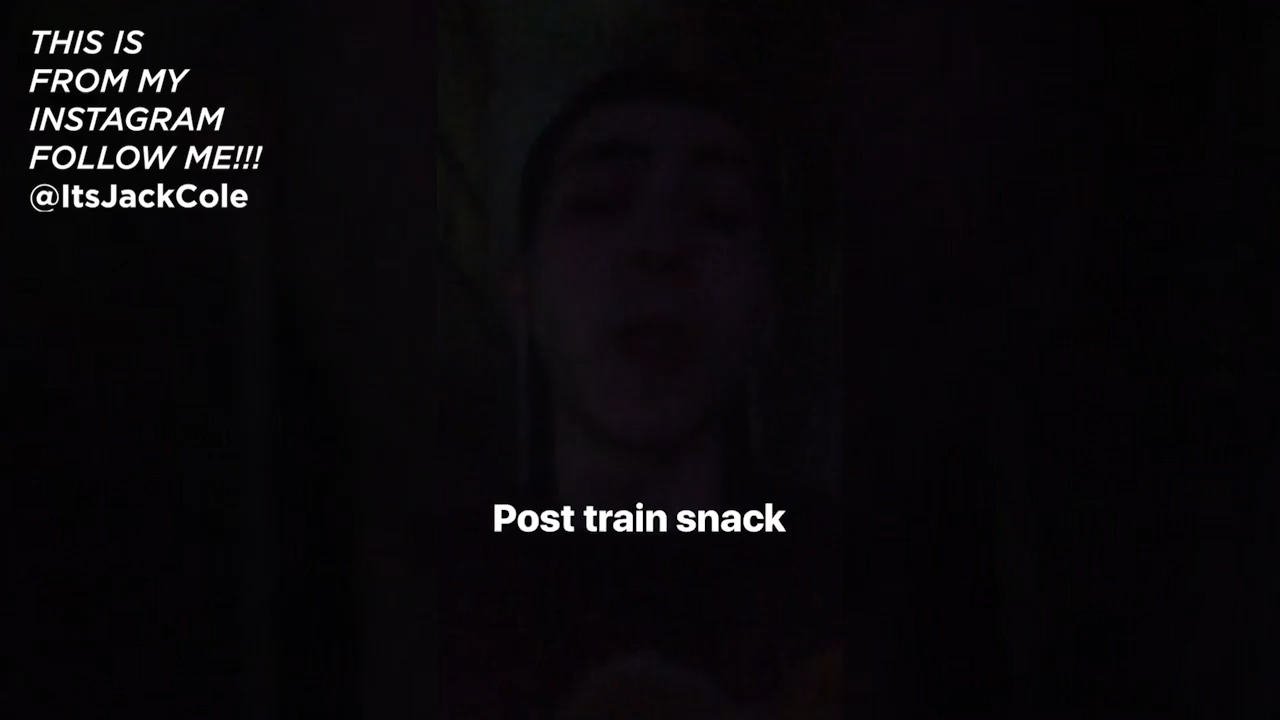 THIS IS
FROM MY
INSTAGRAM
FOLLOW ME!!!
@ItsJackCole
Post train snack